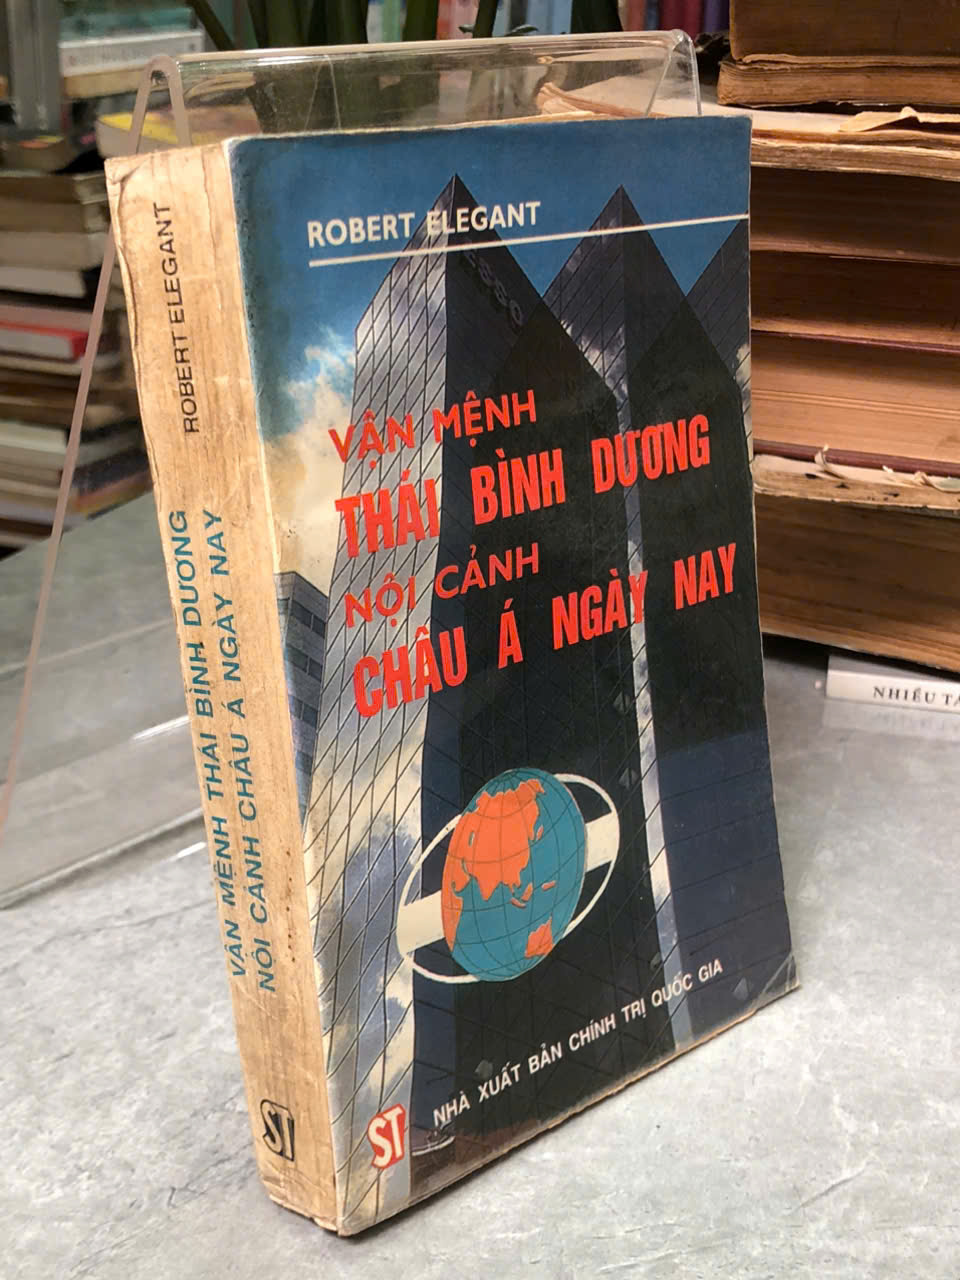 ROBERT ELEGANT
VẬN MỆNH
THÁI BÌNH DƯƠNG
NỘI CẢNH
CHÂU Á NGÀY NAY
NHÀ XUẤT BẢN CHÍNH TRỊ QUỐC GIA
ST
ROBERT ELEGANT
VẬN MỆNH THÁI BÌNH DƯƠNG
NỘI CẢNH CHÂU Á NGÀY NAY
ST